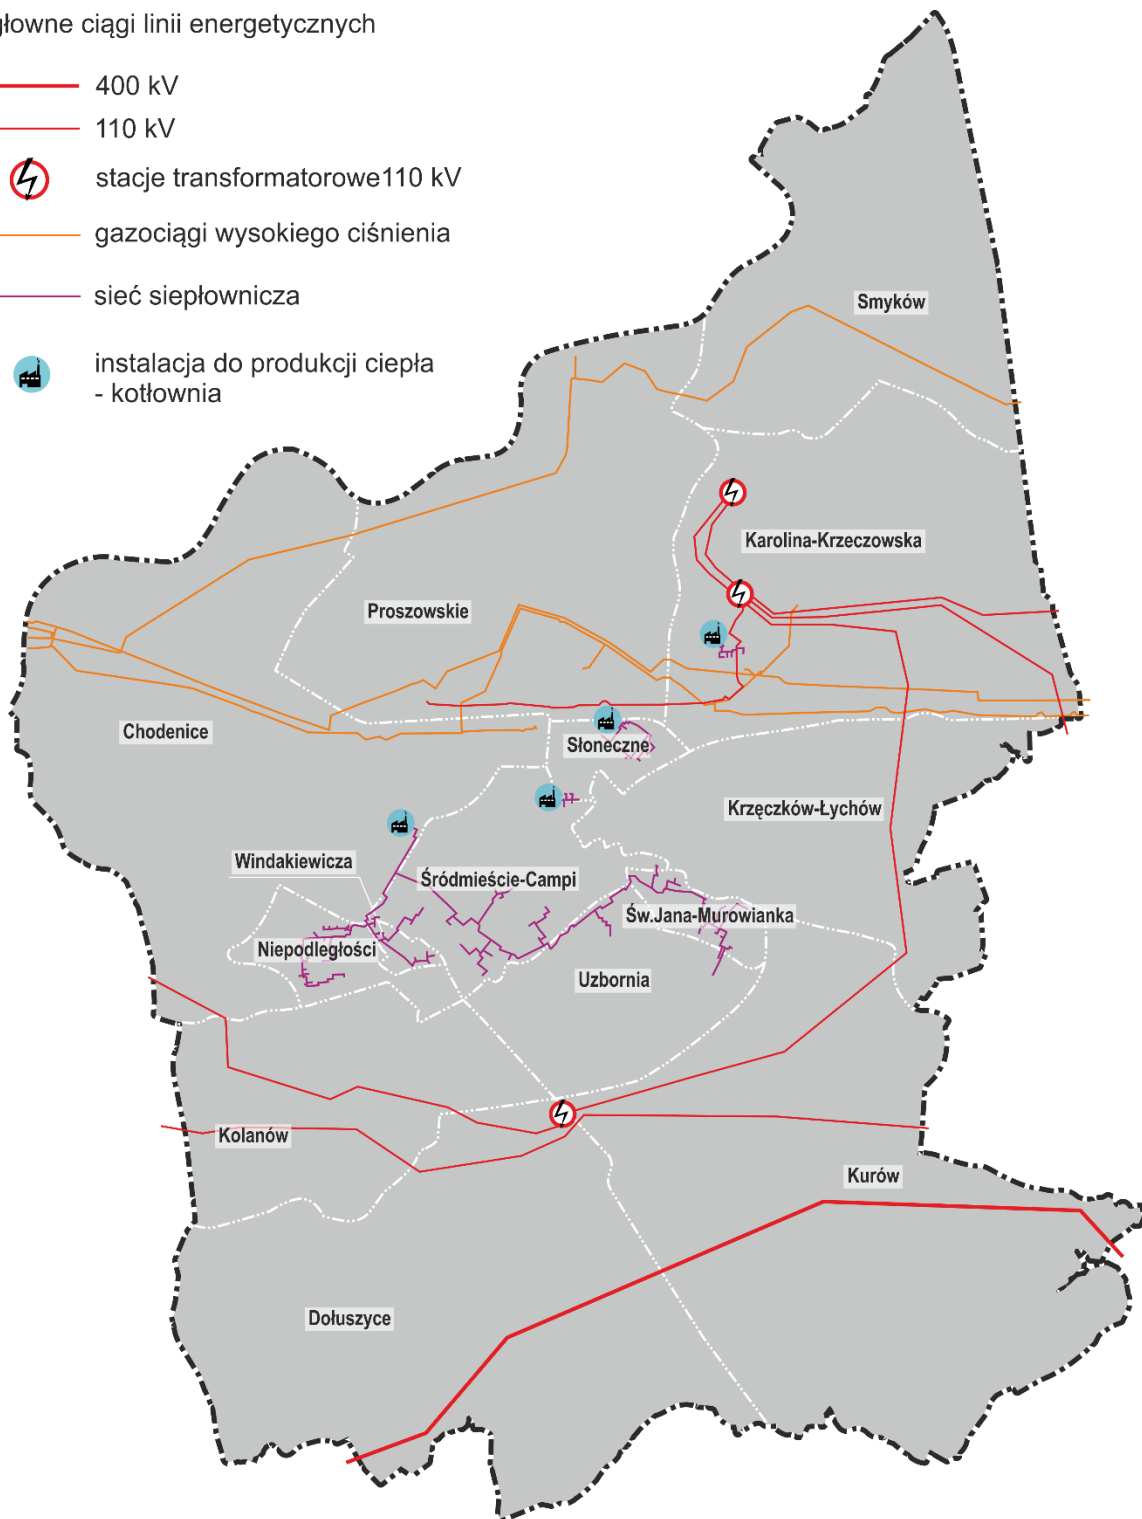 głowne ciągi linii energetycznych
400 kV
110 kV
stacje transformatorowe110 kV
gazociągi wysokiego ciśnienia
sieć siepłownicza
instalacja do produkcji ciepła
- kotłownia
Smyków
Karolina-Krzeczowska
Proszowskie
Chodenice
Słoneczne
Krzęczków-Łychów
Windakiewicza
Śródmieście-Campi
Św.Jana-Murowianka
Niepodległości
Uzbornia
Kolanów
Kurów
Dołuszyce